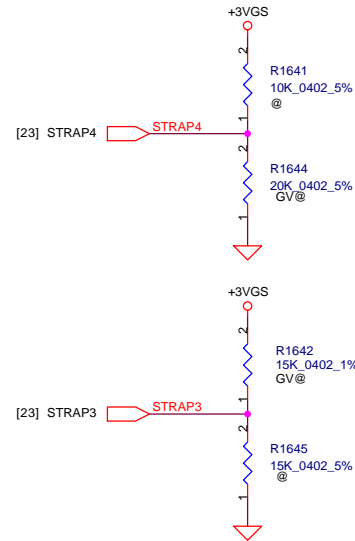 +3VGS
2
R1641
10K_0402_5%
@
1
[23] STRAP4
STRAP4
2
R1644
20K_0402_5%
GV@
1
+3VGS
2
R1642
15K_0402_1%
GV@
1
[23] STRAP3
STRAP3
2
R1645
15K_0402_5%
@
1